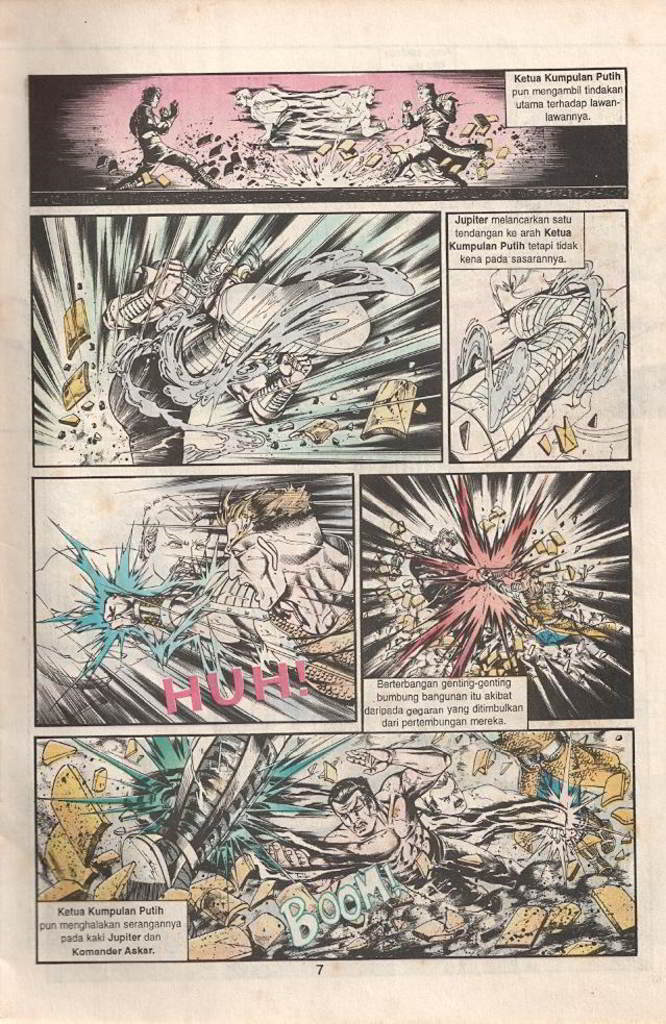 Ketua Kumpulan Putih
pun mengambil tindakan
utama terhadap lawan-
lawannya.
Jupiter melancarkan satu
tendangan ke arah Ketua
Kumpulan Putih tetapi tidak
kena pada sasarannya.
HUH!
Berterbangan genting-genting
bumbung bangunan itu akibat
daripada gegaran yang ditimbulkan
dari pertembungan mereka.
BOOM!
Ketua Kumpulan Putih
pun menghalakan serangannya
pada kaki Jupiter dan
Komander Askar.
7